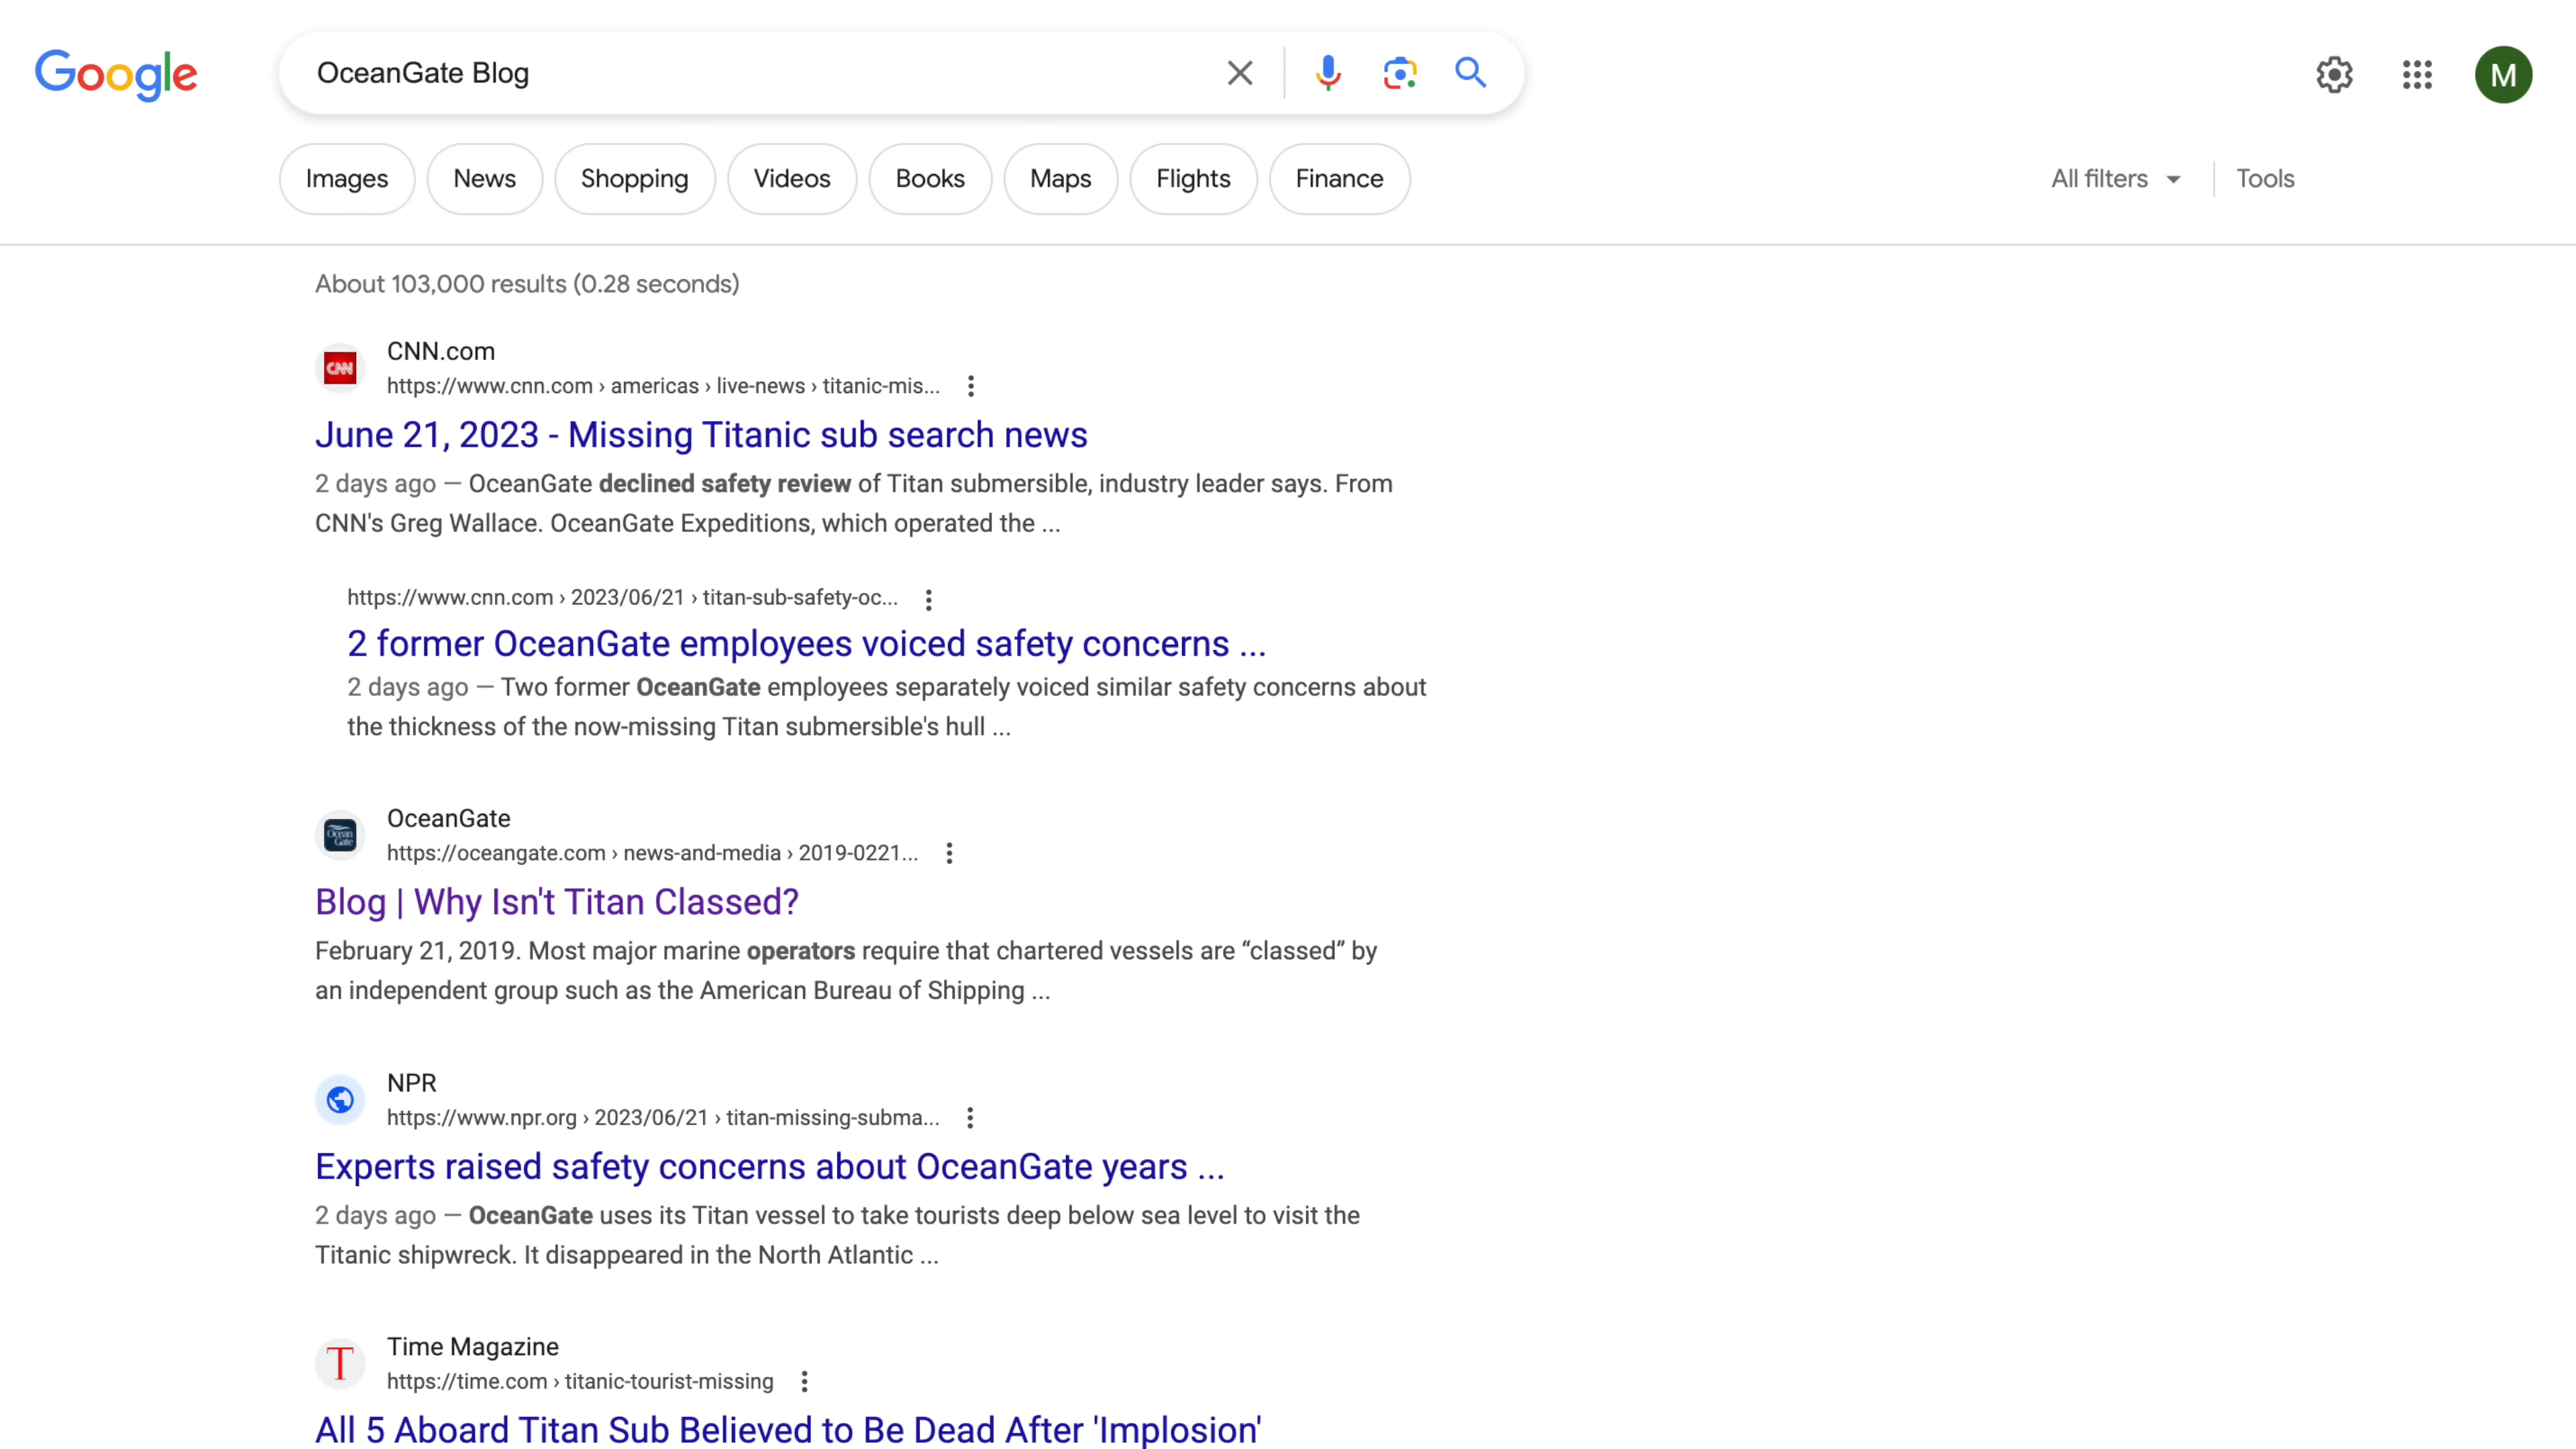 Google
OceanGate Blog
M
Images
News
Shopping
Videos
Books
Maps
Flights
Finance
All filters
Tools
About 103,000 results (0.28 seconds)
CNN
CNN.com
https://www.cnn.com › americas › live-news › titanic-mis...
June 21, 2023 - Missing Titanic sub search news
2 days ago — OceanGate declined safety review of Titan submersible, industry leader says. From
CNN's Greg Wallace. OceanGate Expeditions, which operated the ...
https://www.cnn.com › 2023/06/21 › titan-sub-safety-oc...
2 former OceanGate employees voiced safety concerns ...
2 days ago — Two former OceanGate employees separately voiced similar safety concerns about
the thickness of the now-missing Titan submersible's hull ...
Ocean
Gate
OceanGate
https://oceangate.com › news-and-media › 2019-0221...
Blog | Why Isn't Titan Classed?
February 21, 2019. Most major marine operators require that chartered vessels are “classed” by
an independent group such as the American Bureau of Shipping ...
NPR
https://www.npr.org › 2023/06/21 › titan-missing-subma...
Experts raised safety concerns about OceanGate years ...
2 days ago — OceanGate uses its Titan vessel to take tourists deep below sea level to visit the
Titanic shipwreck. It disappeared in the North Atlantic ...
T
Time Magazine
https://time.com › titanic-tourist-missing
All 5 Aboard Titan Sub Believed to Be Dead After 'Implosion'